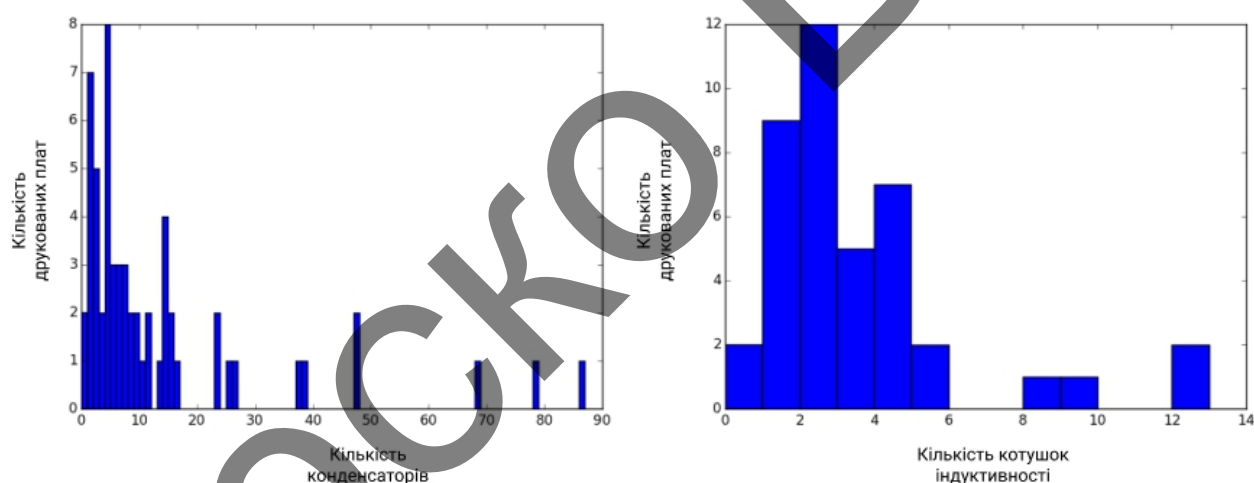 8
7
6
5
4
3
2
1
0
Кількість
друкованих плат
0 10 20 30 40 50 60 70 80 90
Кількість
конденсаторів
12
10
8
6
4
2
0
Кількість
друкованих плат
0 2 4 6 8 10 12 14
Кількість котушок
індуктивності